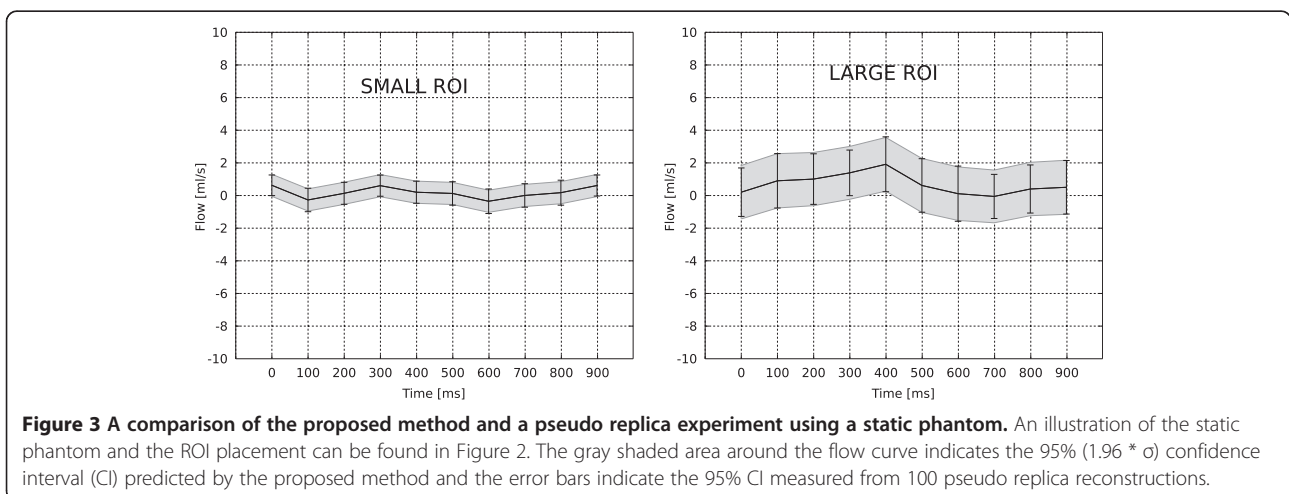 10
8
6
4
2
0
-2
-4
-6
-8
-10
Flow [ml/s]
SMALL ROI
0 100 200 300 400 500 600 700 800 900
Time [ms]
10
8
6
4
2
0
-2
-4
-6
-8
-10
Flow [ml/s]
LARGE ROI
0 100 200 300 400 500 600 700 800 900
Time [ms]
Figure 3 A comparison of the proposed method and a pseudo replica experiment using a static phantom. An illustration of the static
phantom and the ROI placement can be found in Figure 2. The gray shaded area around the flow curve indicates the 95% (1.96 * σ) confidence
interval (CI) predicted by the proposed method and the error bars indicate the 95% CI measured from 100 pseudo replica reconstructions.